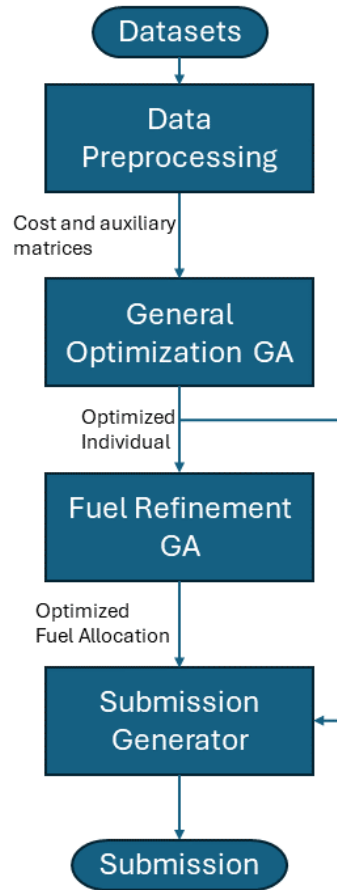 Datasets
Data
Preprocessing
Cost and auxiliary
matrices
General
Optimization GA
Optimized
Individual
Fuel Refinement
GA
Optimized
Fuel Allocation
Submission
Generator
Submission